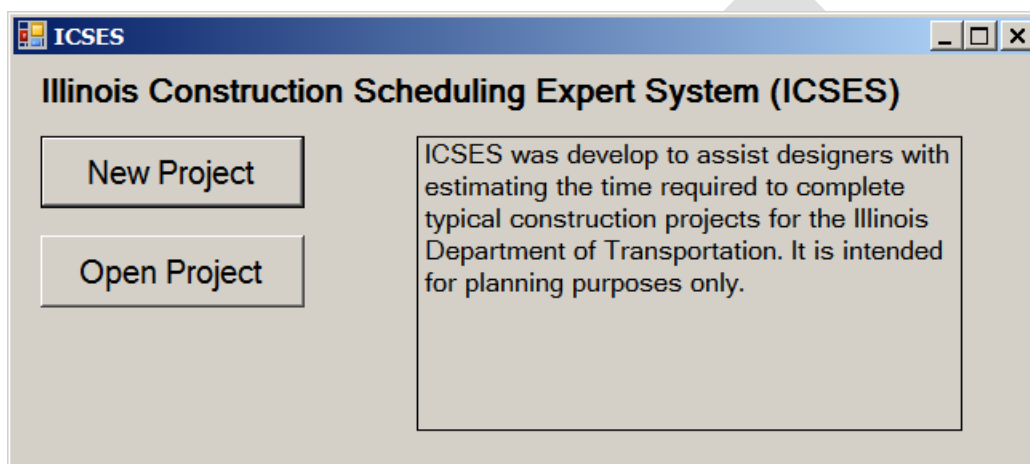 ICSES
Illinois Construction Scheduling Expert System (ICSES)
New Project
Open Project
ICSES was develop to assist designers with
estimating the time required to complete
typical construction projects for the Illinois
Department of Transportation. It is intended
for planning purposes only.